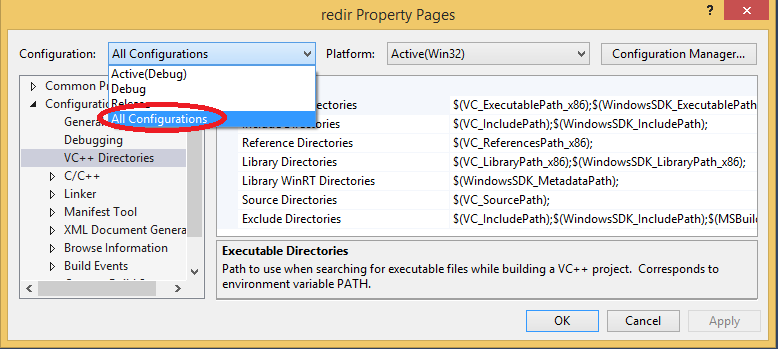 redir Property Pages
?
Configuration: All Configurations Platform: Active(Win32) Configuration Manager...
Active(Debug)
Debug
Release
All Configurations
Common Pr
Configuratio
General
Debugging
VC++ Directories
C/C++
Linker
Manifest Tool
XML Document Genera
Browse Information
Build Events
Directories $(VC_ExecutablePath_x86);$(WindowsSDK_ExecutablePath
Include Directories $(VC_IncludePath);$(WindowsSDK_IncludePath);
Reference Directories $(VC_ReferencesPath_x86);
Library Directories $(VC_LibraryPath_x86);$(WindowsSDK_LibraryPath_x86);
Library WinRT Directories $(WindowsSDK_MetadataPath);
Source Directories $(VC_SourcePath);
Exclude Directories $(VC_IncludePath);$(WindowsSDK_IncludePath);$(MSBuil
Executable Directories
Path to use when searching for executable files while building a VC++ project. Corresponds to
environment variable PATH.
OK Cancel Apply